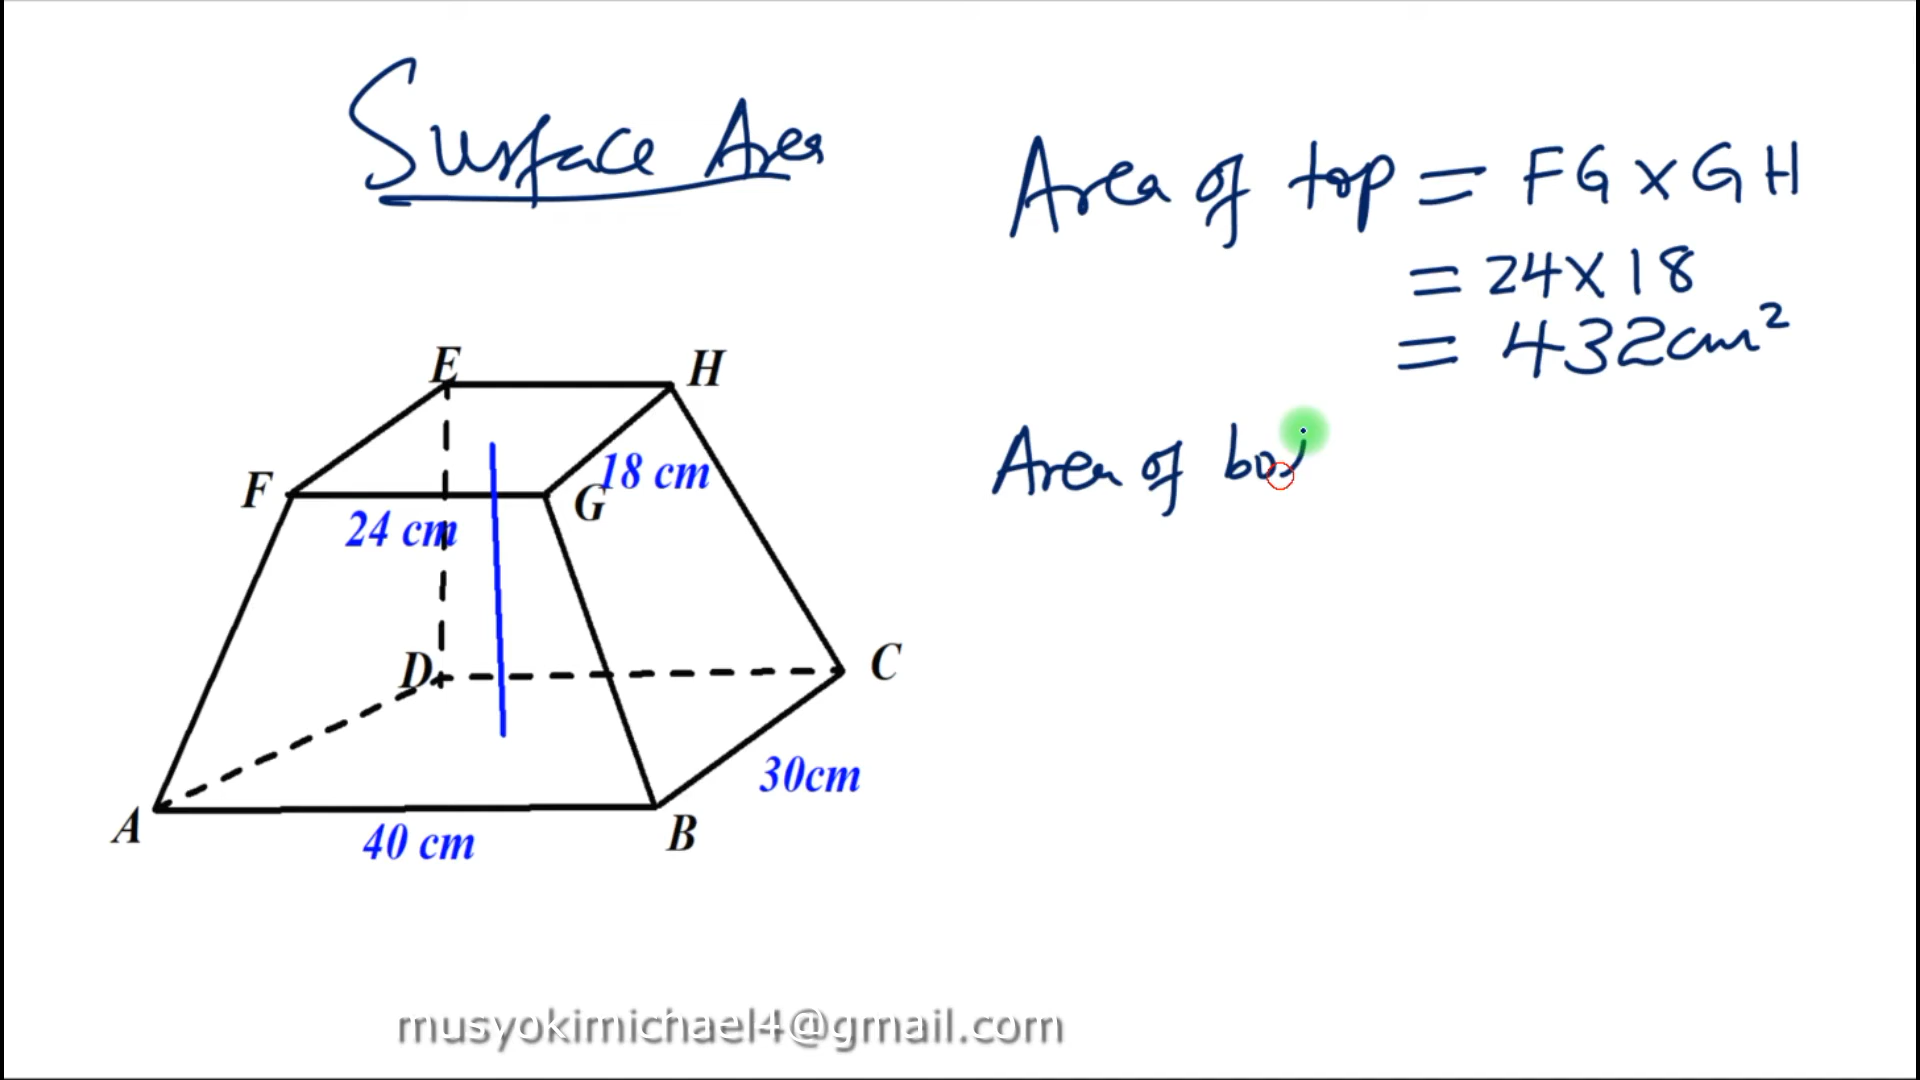 Surface Area
Area of top = FG x GH
= 24 x 18
= 432cm²
Area of
E
H
F
18 cm
G
24 cm
D
C
30cm
A
40 cm
B
musyokimichael4@gmail.com